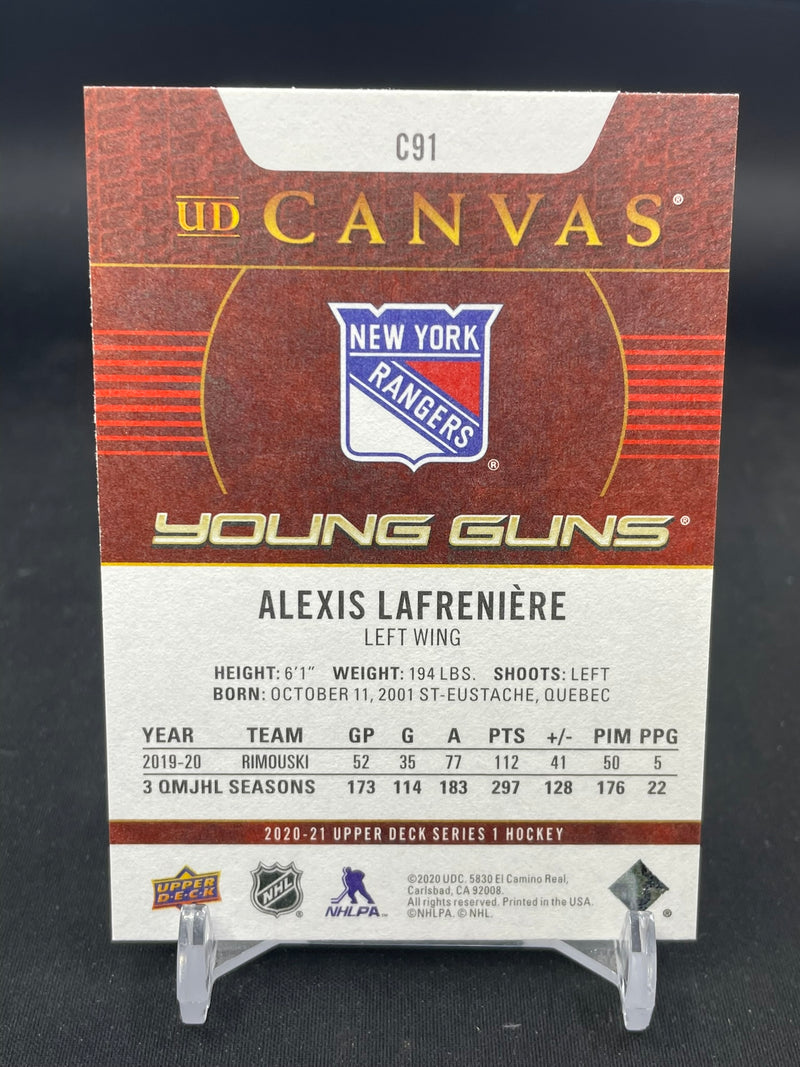 C91
UD CANVAS®
NEW YORK
RANGERS
®
YOUNG GUNS®
ALEXIS LAFRENIÈRE
LEFT WING
HEIGHT: 6'1" WEIGHT: 194 LBS. SHOOTS: LEFT
BORN: OCTOBER 11, 2001 ST-EUSTACHE, QUEBEC
YEAR TEAM GP G A PTS +/- PIM PPG
2019-20 RIMOUSKI 52 35 77 112 41 50 5
3 QMJHL SEASONS 173 114 183 297 128 176 22
2020-21 UPPER DECK SERIES 1 HOCKEY
UPPER DECK
NHL ®
NHLPA™
©2020 UDC. 5830 El Camino Real,
Carlsbad, CA 92008.
All rights reserved. Printed in the USA.
©NHLPA. © NHL.
®